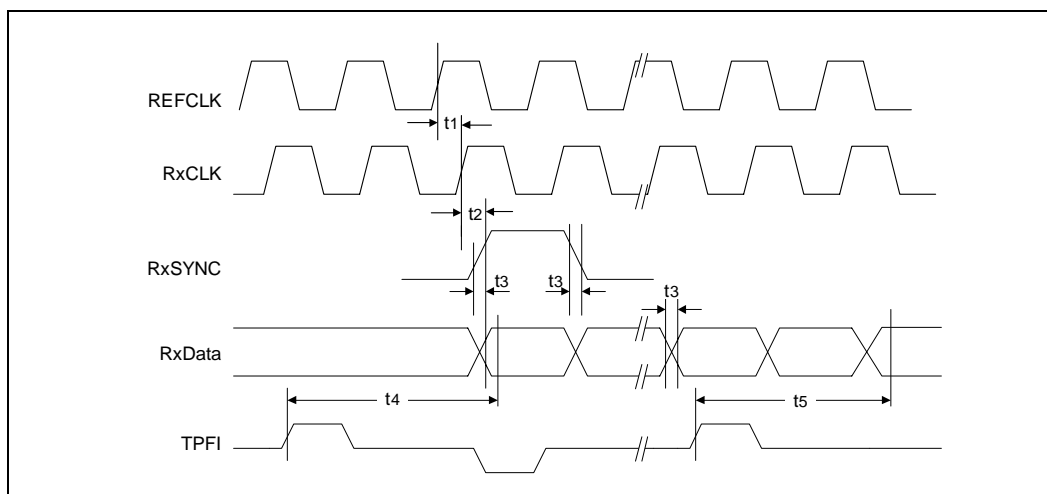 REFCLK
t1
RxCLK
t2
RxSYNC
t3
t3
t3
RxData
t4
t5
TPFI